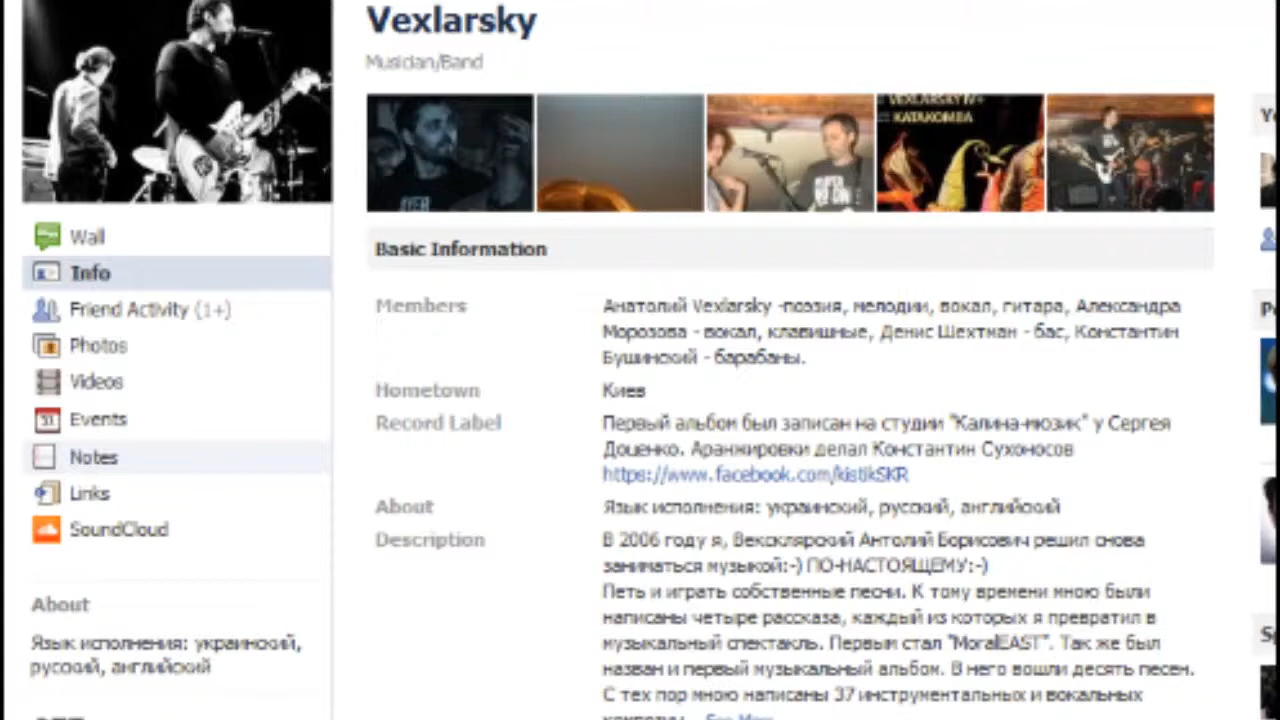 Vexlarsky
Musician/Band
VEXLARSKY IV+
KATAKOMBA
Wall
Info
Friend Activity (1+)
Photos
Videos
Events
Notes
Links
SoundCloud
About
Язык исполнения: украинский,
русский, английский
Basic Information
Members
Анатолий Vexlarsky -поэзия, мелодии, вокал, гитара, Александра
Морозова - вокал, клавишные, Денис Шехтман - бас, Константин
Бушинский - барабаны.
Hometown
Киев
Record Label
Первый альбом был записан на студии "Калина-мюзик" у Сергея
Доценко. Аранжировки делал Константин Сухоносов
https://www.facebook.com/kistikSKR
About
Язык исполнения: украинский, русский, английский
Description
В 2006 году я, Векслярский Антолий Борисович решил снова
заниматься музыкой:-) ПО-НАСТОЯЩЕМУ:-)
Петь и играть собственные песни. К тому времени мною были
написаны четыре рассказа, каждый из которых я превратил в
музыкальный спектакль. Первым стал "MoralEAST". Так же был
назван и первый музыкальный альбом. В него вошли десять песен.
С тех пор мною написаны 37 инструментальных и вокальных